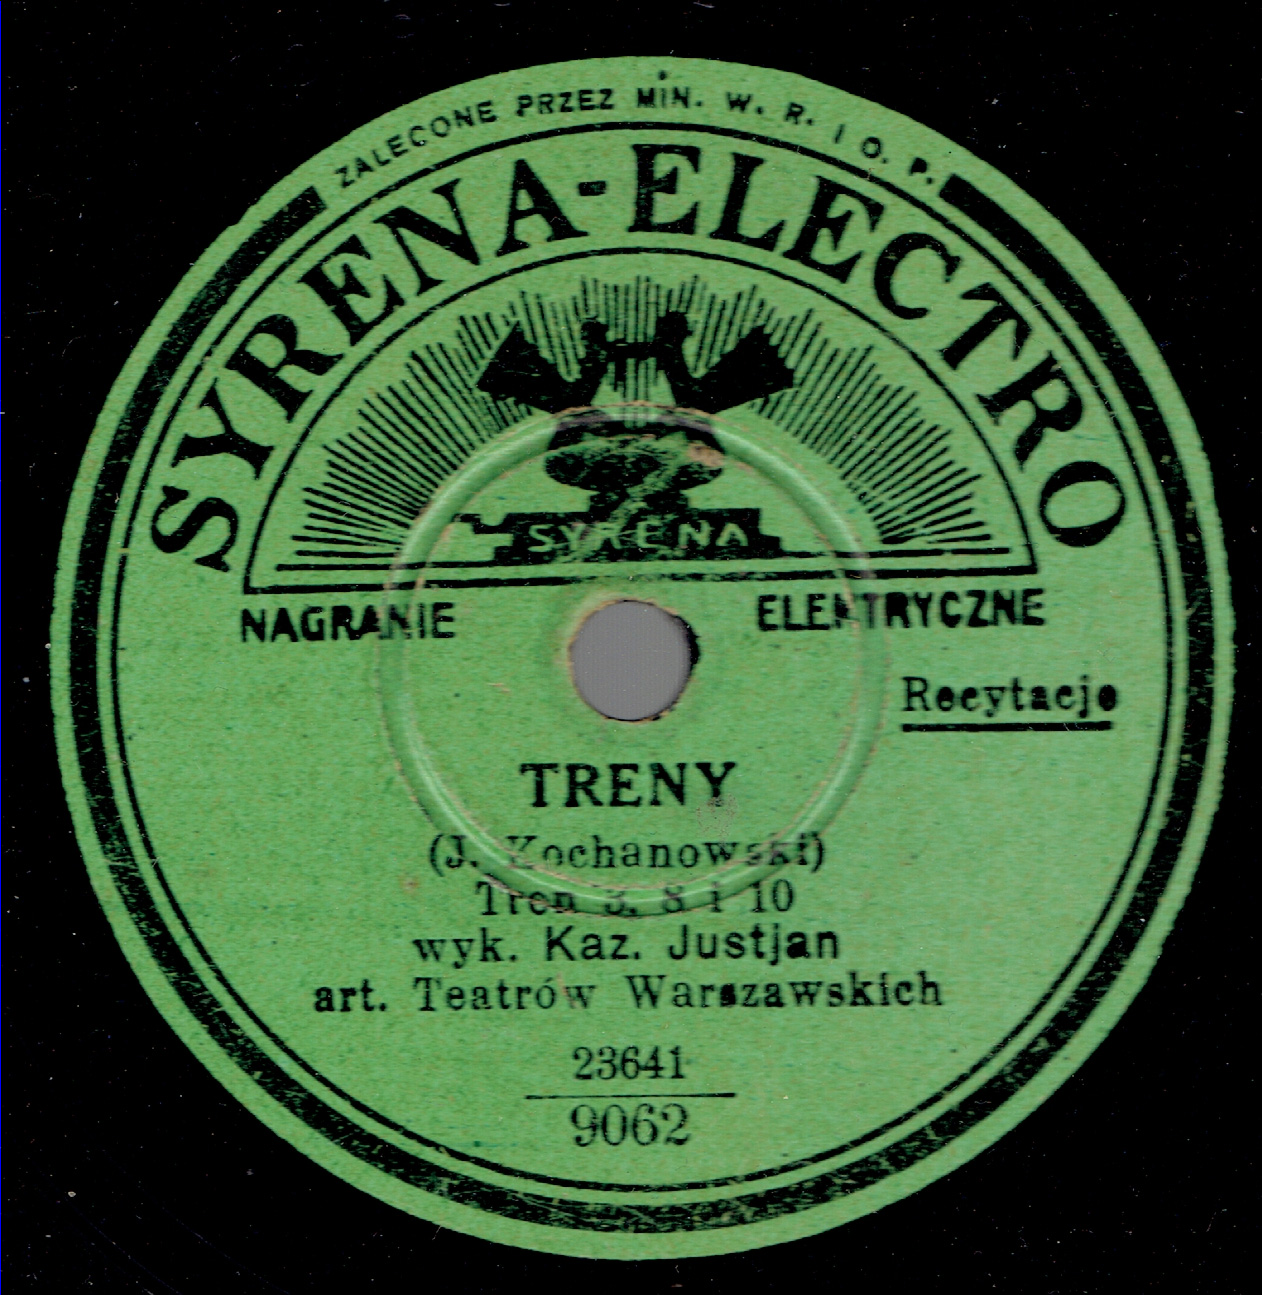 ZALECONE PRZEZ MIN. W. R. I O. P.
SYRENA-ELECTRO
SYRENA
NAGRANIE ELEKTRYCZNE
Recytacje
TRENY
(J. Kochanowski)
Tren 3, 8 i 10
wyk. Kaz. Justjan
art. Teatrów Warszawskich
23641
9062